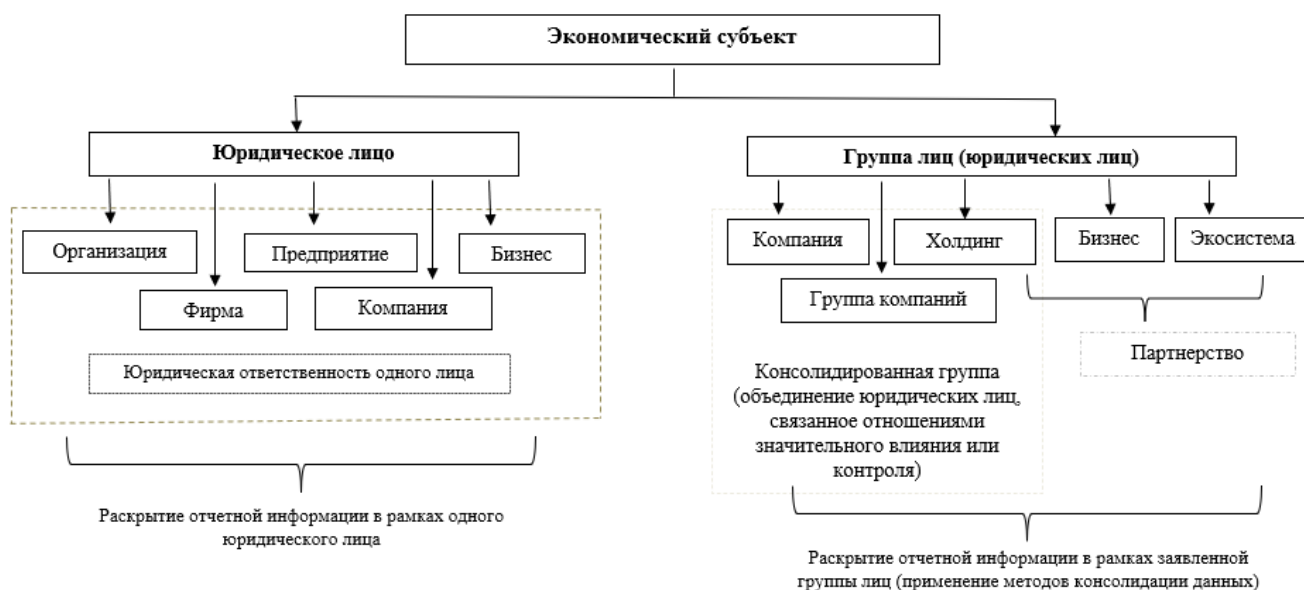 Экономический субъект
Юридическое лицо
Группа лиц (юридических лиц)
Организация
Предприятие
Бизнес
Фирма
Компания
Юридическая ответственность одного лица
Раскрытие отчетной информации в рамках одного
юридического лица
Компания
Холдинг
Бизнес
Экосистема
Группа компаний
Партнерство
Консолидированная группа
(объединение юридических лиц,
связанное отношениями
значительного влияния или
контроля)
Раскрытие отчетной информации в рамках заявленной
группы лиц (применение методов консолидации данных)